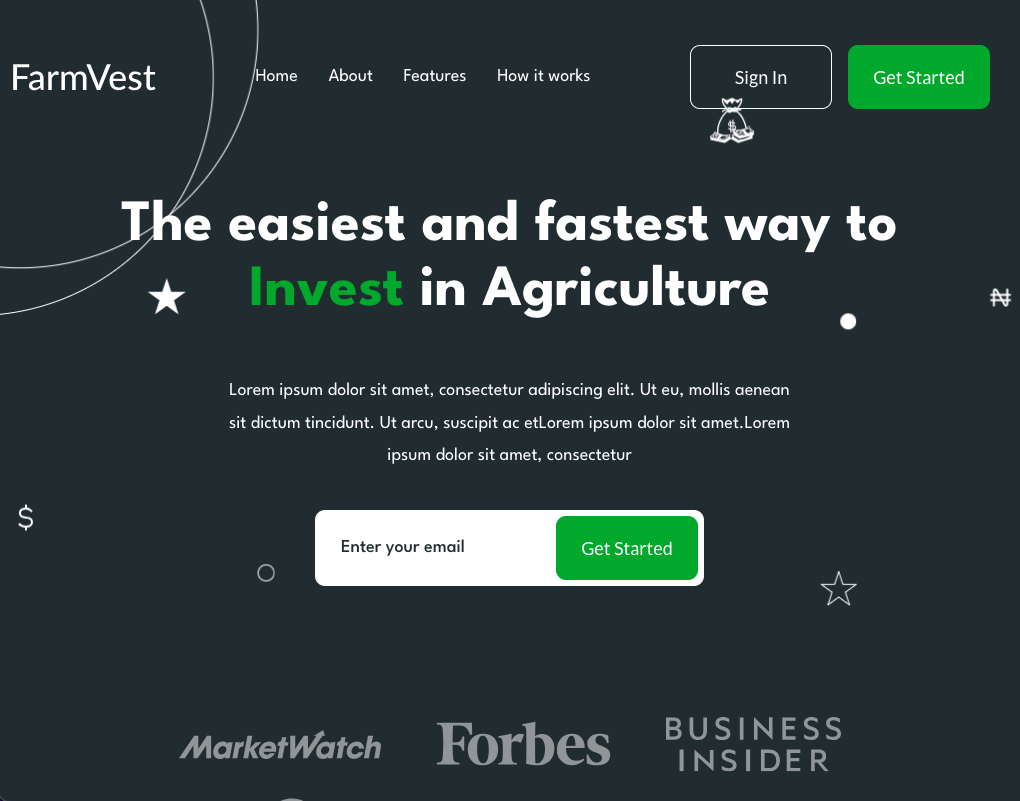 FarmVest
Home About Features How it works
Sign In
Get Started
$
The easiest and fastest way to
Invest in Agriculture
₦
Lorem ipsum dolor sit amet, consectetur adipiscing elit. Ut eu, mollis aenean
sit dictum tincidunt. Ut arcu, suscipit ac etLorem ipsum dolor sit amet.Lorem
ipsum dolor sit amet, consectetur
$
Enter your email
Get Started
MarketWatch
Forbes
BUSINESS
INSIDER